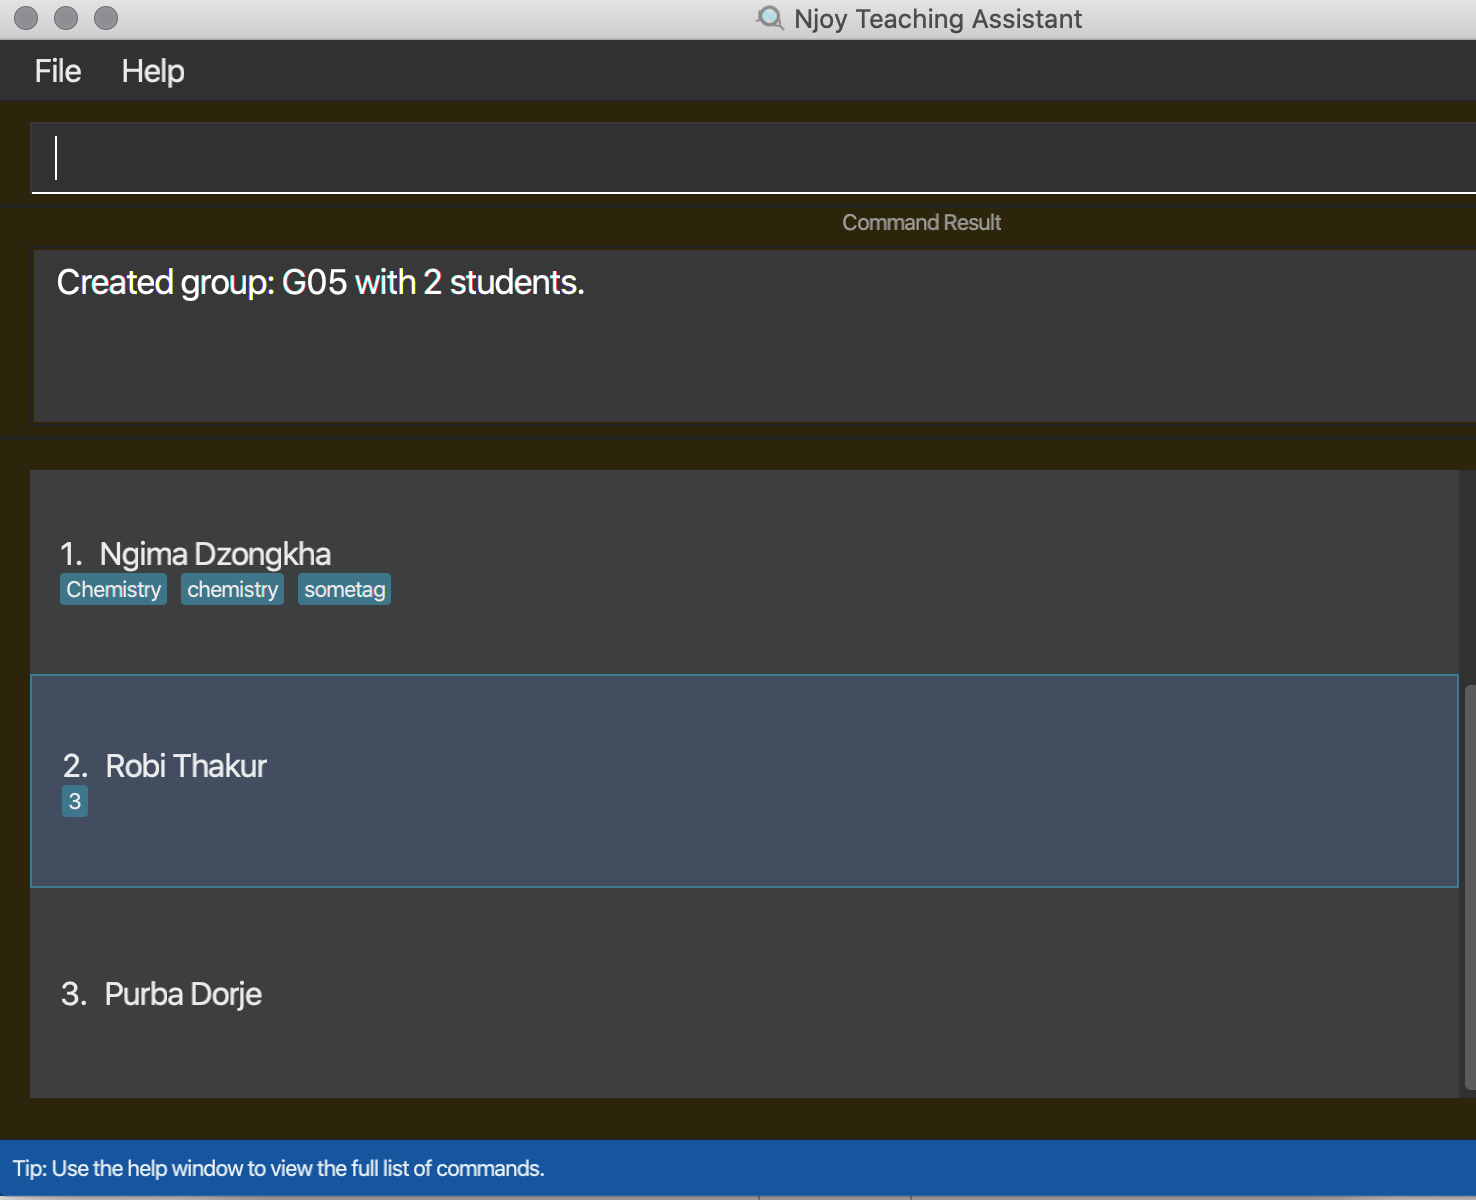 Njoy Teaching Assistant
File Help
Command Result
Created group: G05 with 2 students.
1. Ngima Dzongkha
Chemistry chemistry sometag
2. Robi Thakur
3
3. Purba Dorje
Tip: Use the help window to view the full list of commands.